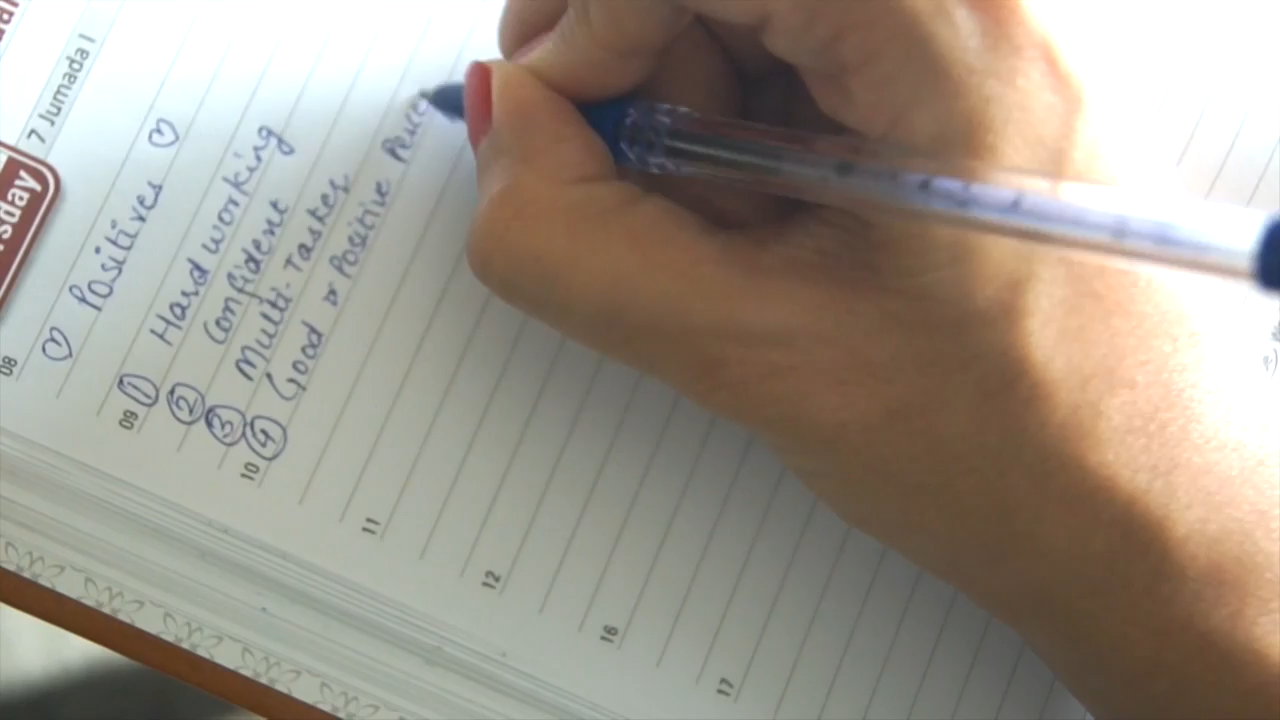 7 Jumada I
sday
08
♡ Positives ♡
09 ① Hard working
② Confident
③ Multi-Tasker
10 ④ Good & Positive
11
12
16
17